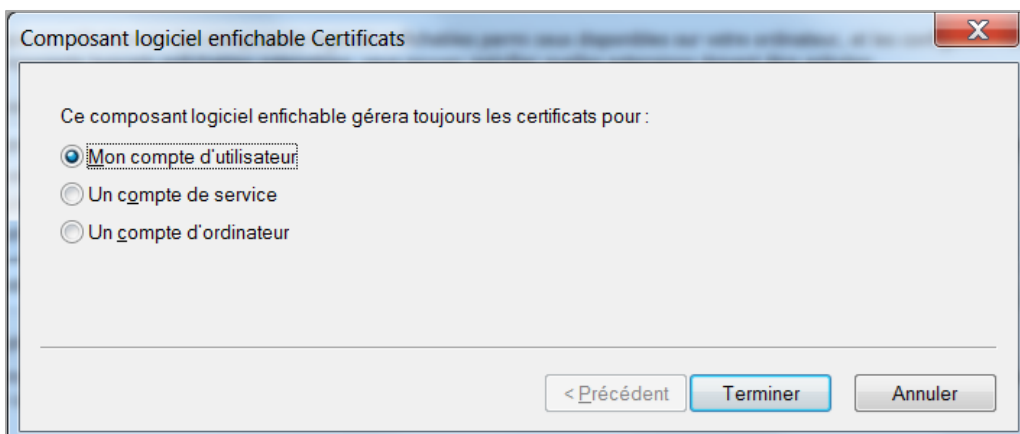 Composant logiciel enfichable Certificats
Ce composant logiciel enfichable gérera toujours les certificats pour :
Mon compte d'utilisateur
Un compte de service
Un compte d'ordinateur
< Précédent Terminer Annuler